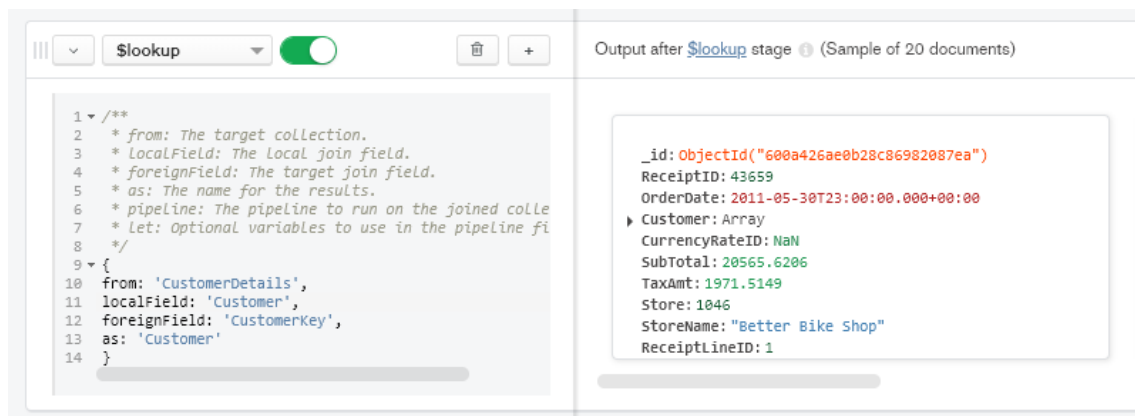 $lookup
+
Output after $lookup stage (Sample of 20 documents)
1 /**
2 * from: The target collection.
3 * localField: The local join field.
4 * foreignField: The target join field.
5 * as: The name for the results.
6 * pipeline: The pipeline to run on the joined colle
7 * let: Optional variables to use in the pipeline fi
8 */
9 {
10 from: 'CustomerDetails',
11 localField: 'Customer',
12 foreignField: 'CustomerKey',
13 as: 'Customer'
14 }
_id: ObjectId("600a426ae0b28c86982087ea")
ReceiptID: 43659
OrderDate: 2011-05-30T23:00:00.000+00:00
Customer: Array
CurrencyRateID: NaN
SubTotal: 20565.6206
TaxAmt: 1971.5149
Store: 1046
StoreName: "Better Bike Shop"
ReceiptLineID: 1